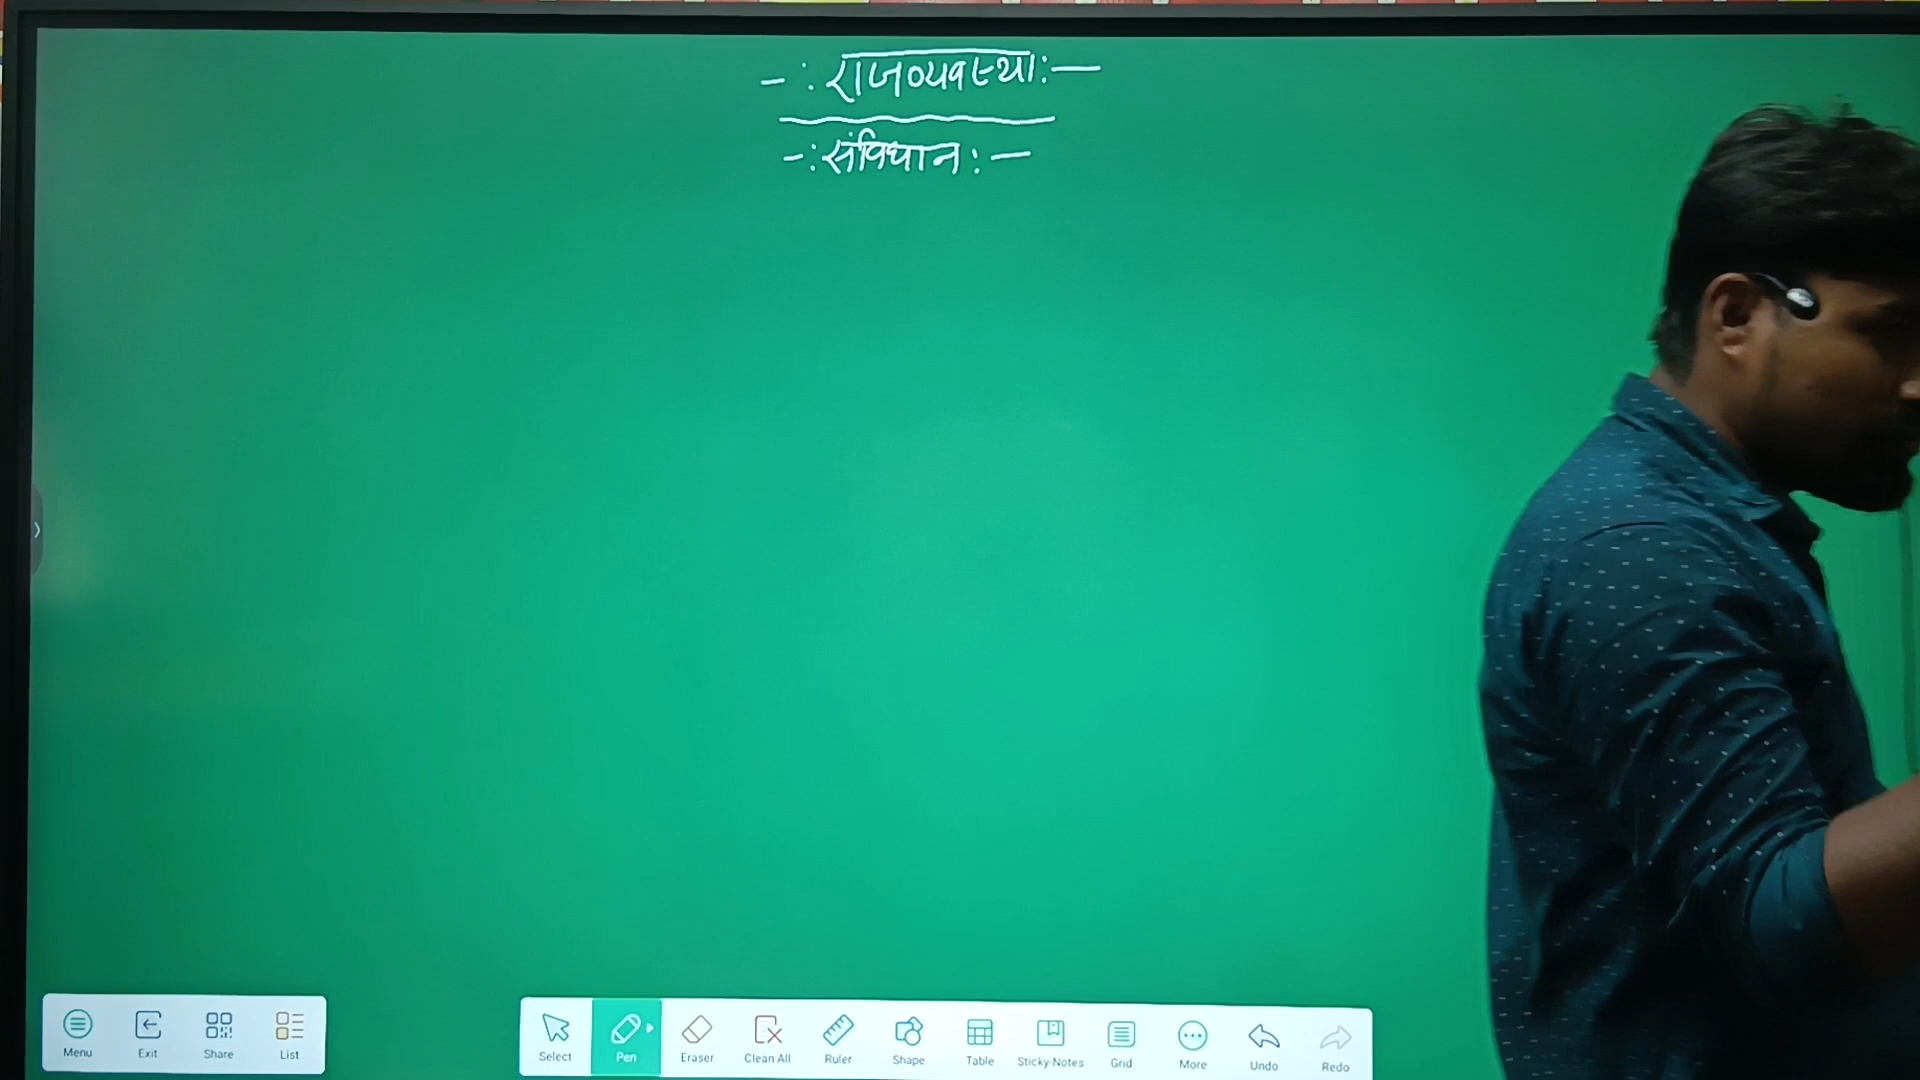 -: राजव्यवस्था :-
-: संविधान :-
Menu Exit Share List
Select Pen Eraser Clean All Ruler Shape Table Sticky-Notes Grid More Undo Redo